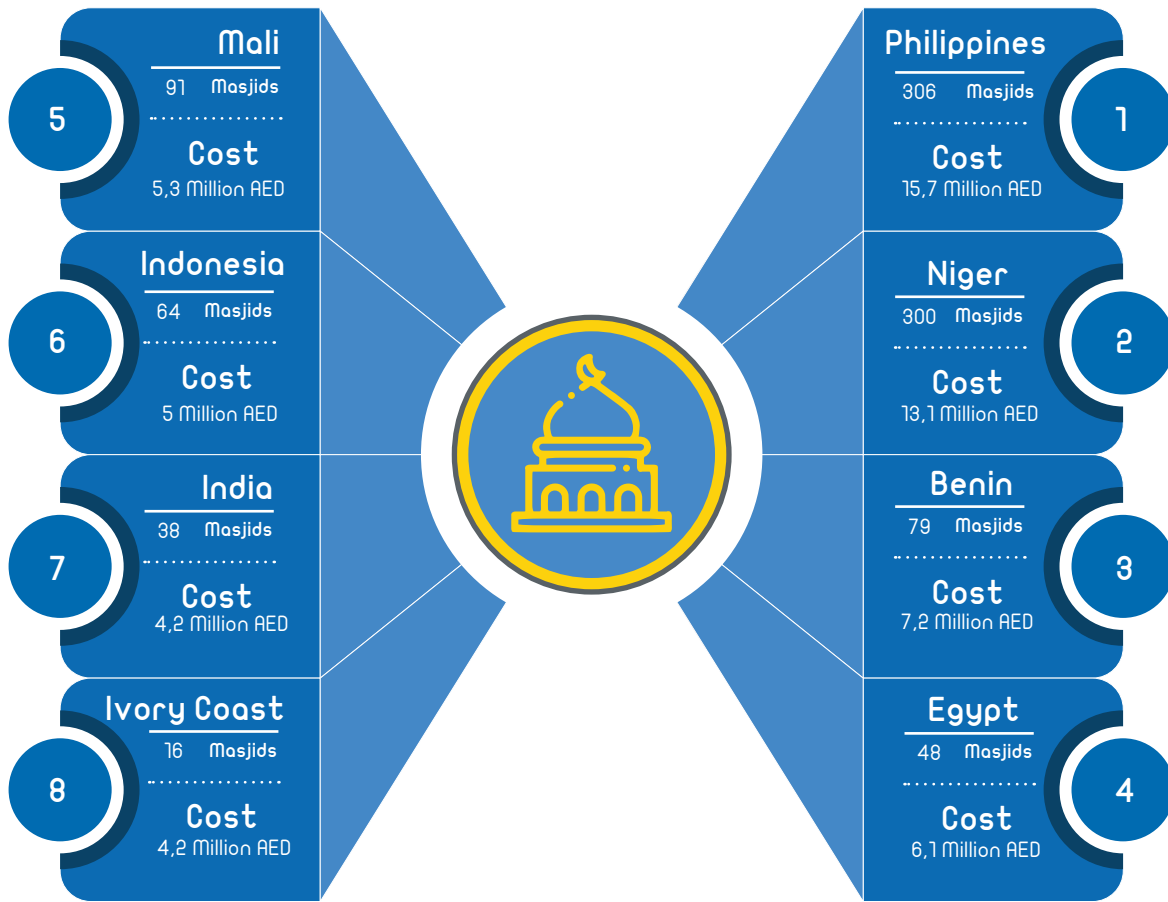 Philippines
306 Masjids
Cost
15,7 Million AED
1
Niger
300 Masjids
Cost
13,1 Million AED
2
Benin
79 Masjids
Cost
7,2 Million AED
3
Egypt
48 Masjids
Cost
6,1 Million AED
4
Mali
91 Masjids
Cost
5,3 Million AED
5
Indonesia
64 Masjids
Cost
5 Million AED
6
India
38 Masjids
Cost
4,2 Million AED
7
Ivory Coast
16 Masjids
Cost
4,2 Million AED
8